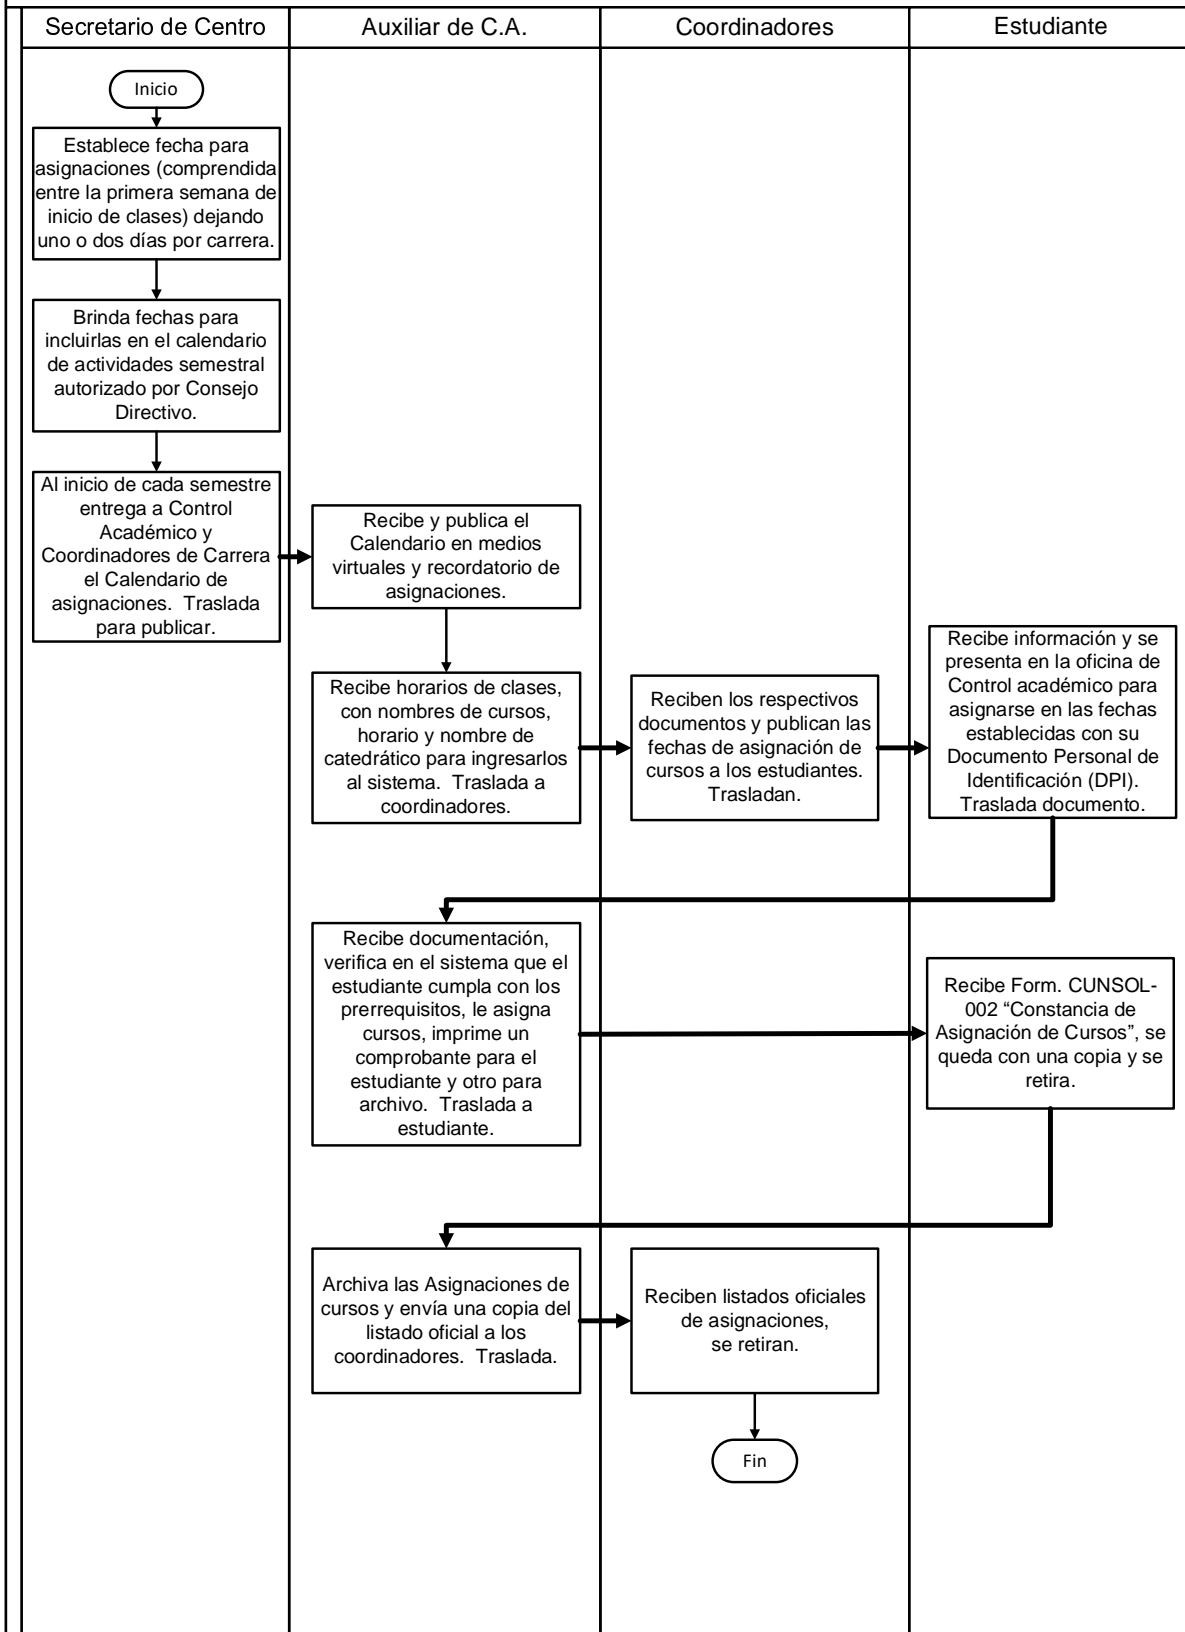 Secretario de Centro
Auxiliar de C.A.
Coordinadores
Estudiante
Inicio
Establece fecha para
asignaciones (comprendida
entre la primera semana de
inicio de clases) dejando
uno o dos días por carrera.
Brinda fechas para
incluirlas en el calendario
de actividades semestral
autorizado por Consejo
Directivo.
Al inicio de cada semestre
entrega a Control
Académico y
Coordinadores de Carrera
el Calendario de
asignaciones. Traslada
para publicar.
Recibe y publica el
Calendario en medios
virtuales y recordatorio de
asignaciones.
Recibe horarios de clases,
con nombres de cursos,
horario y nombre de
catedrático para ingresarlos
al sistema. Traslada a
coordinadores.
Reciben los respectivos
documentos y publican las
fechas de asignación de
cursos a los estudiantes.
Trasladan.
Recibe información y se
presenta en la oficina de
Control académico para
asignarse en las fechas
establecidas con su
Documento Personal de
Identificación (DPI).
Traslada documento.
Recibe documentación,
verifica en el sistema que el
estudiante cumpla con los
prerrequisitos, le asigna
cursos, imprime un
comprobante para el
estudiante y otro para
archivo. Traslada a
estudiante.
Recibe Form. CUNSOL-
002 “Constancia de
Asignación de Cursos”, se
queda con una copia y se
retira.
Archiva las Asignaciones de
cursos y envía una copia del
listado oficial a los
coordinadores. Traslada.
Reciben listados oficiales
de asignaciones,
se retiran.
Fin